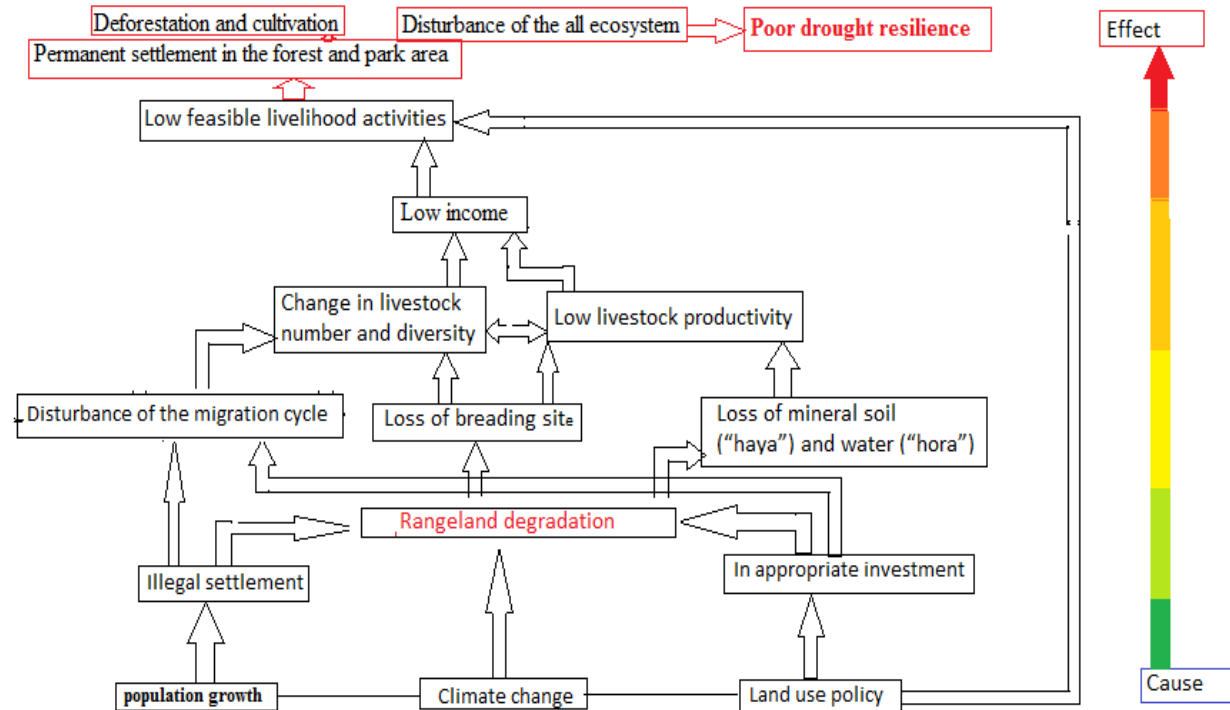 Deforestation and cultivation
Disturbance of the all ecosystem
Poor drought resilience
Effect
Permanent settlement in the forest and park area
Low feasible livelihood activities
Low income
Change in livestock
number and diversity
Low livestock productivity
Disturbance of the migration cycle
Loss of breading site
Loss of mineral soil
("haya") and water ("hora")
Rangeland degradation
Illegal settlement
In appropriate investment
population growth
Climate change
Land use policy
Cause